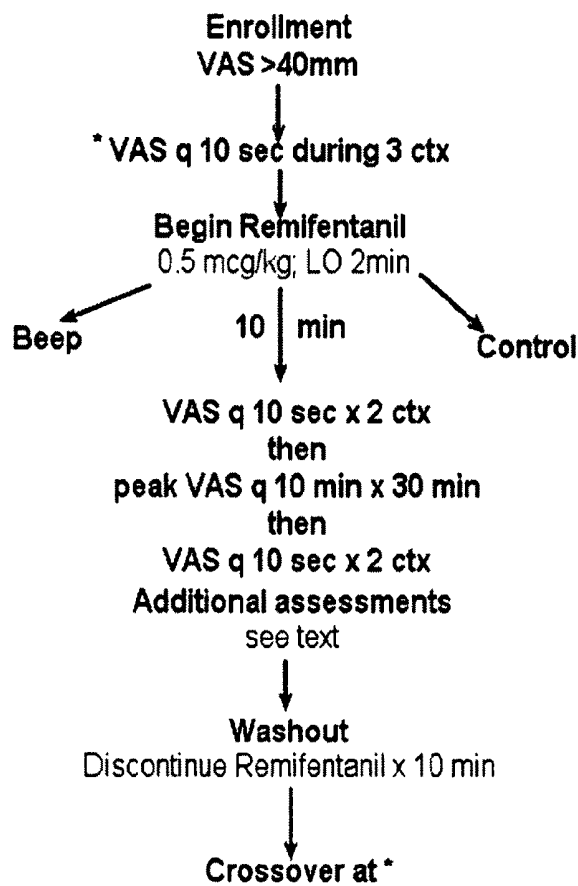 Enrollment
VAS >40mm
* VAS q 10 sec during 3 ctx
Begin Remifentanil
0.5 mcg/kg; LO 2min
Beep
10 min
Control
VAS q 10 sec x 2 ctx
then
peak VAS q 10 min x 30 min
then
VAS q 10 sec x 2 ctx
Additional assessments
see text
Washout
Discontinue Remifentanil x 10 min
Crossover at *